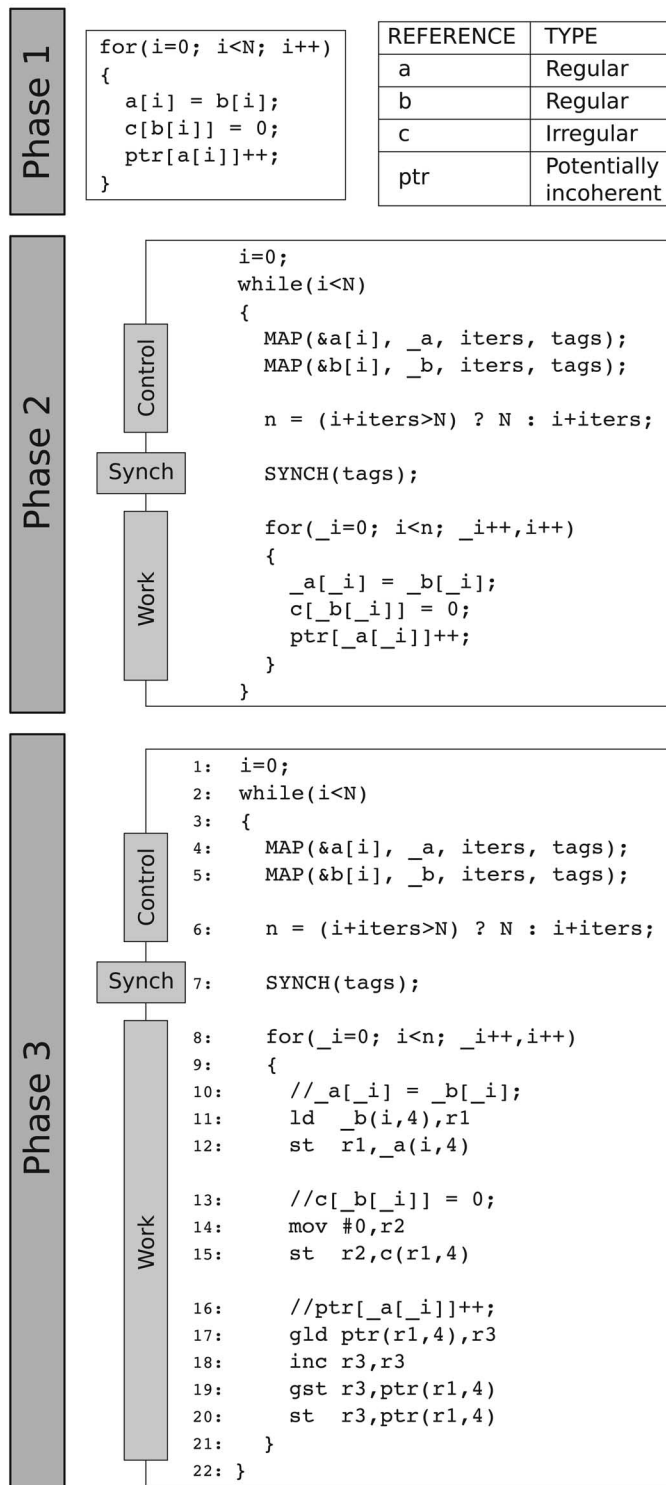 Phase 1
for(i=0; i<N; i++)
{
a[i] = b[i];
c[b[i]] = 0;
ptr[a[i]]++;
}
REFERENCE TYPE
a Regular
b Regular
c Irregular
ptr Potentially
incoherent
Phase 2
Control
Synch
Work
i=0;
while(i<N)
{
MAP(&a[i], _a, iters, tags);
MAP(&b[i], _b, iters, tags);
n = (i+iters>N) ? N : i+iters;
SYNCH(tags);
for(_i=0; i<n; _i++,i++)
{
_a[_i] = _b[_i];
c[_b[_i]] = 0;
ptr[_a[_i]]++;
}
}
Phase 3
Control
Synch
Work
1: i=0;
2: while(i<N)
3: {
4: MAP(&a[i], _a, iters, tags);
5: MAP(&b[i], _b, iters, tags);
6: n = (i+iters>N) ? N : i+iters;
7: SYNCH(tags);
8: for(_i=0; i<n; _i++,i++)
9: {
10: //_a[_i] = _b[_i];
11: ld _b(i,4),r1
12: st r1,_a(i,4)
13: //c[_b[_i]] = 0;
14: mov #0,r2
15: st r2,c(r1,4)
16: //ptr[_a[_i]]++;
17: gld ptr(r1,4),r3
18: inc r3,r3
19: gst r3,ptr(r1,4)
20: st r3,ptr(r1,4)
21: }
22: }